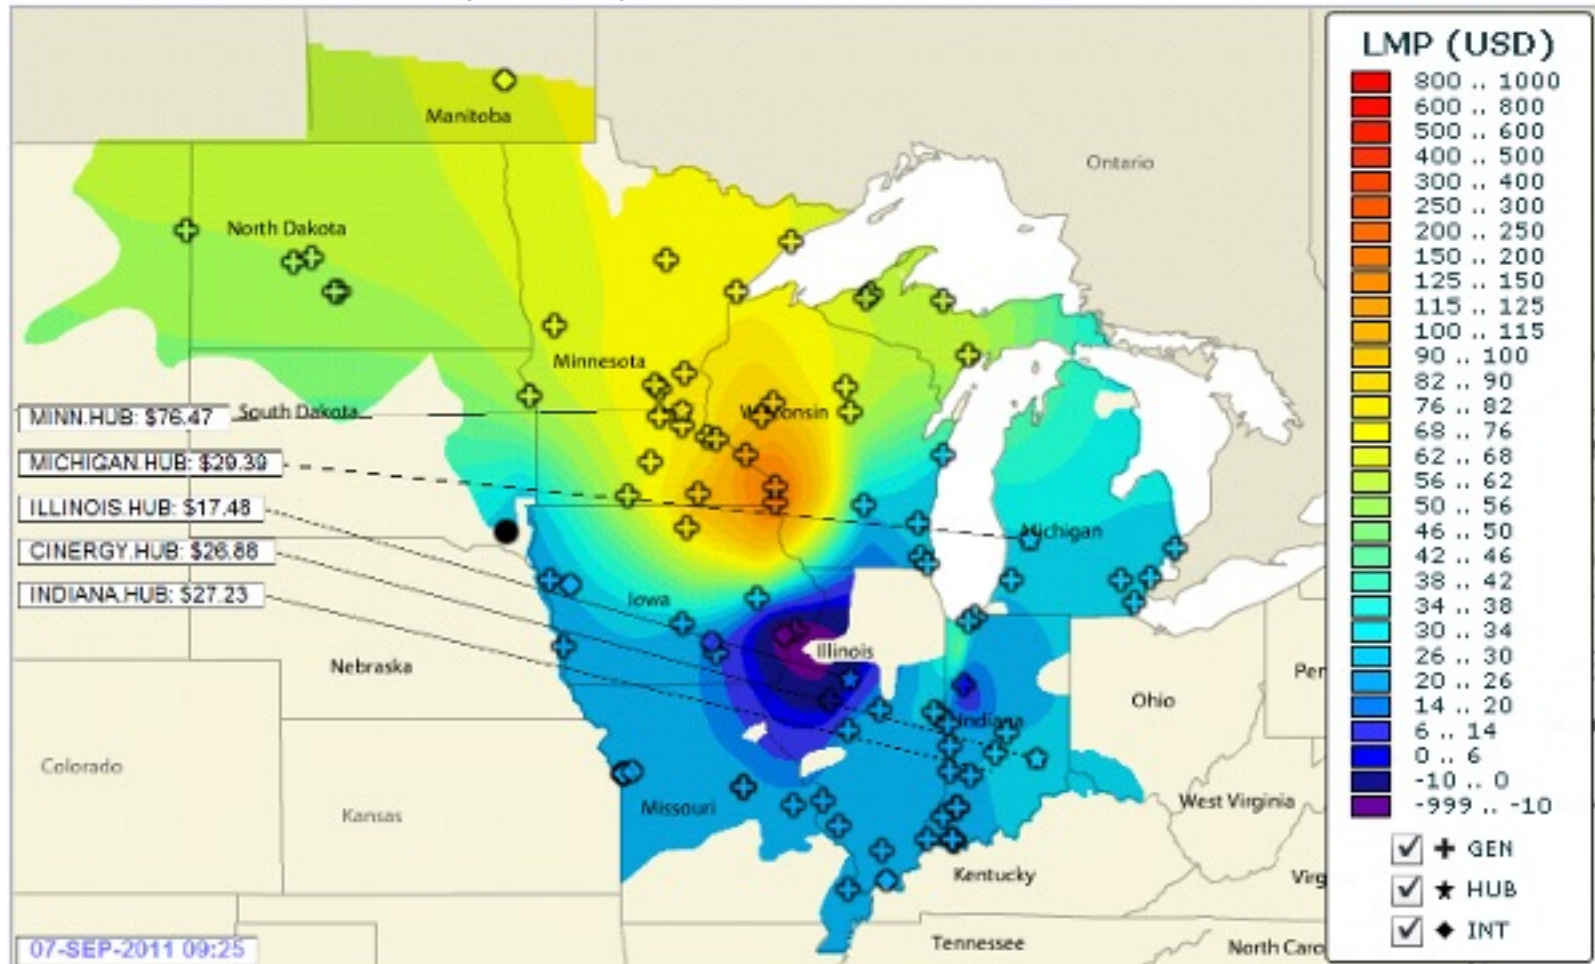 LMP (USD)
800 .. 1000
600 .. 800
500 .. 600
400 .. 500
300 .. 400
250 .. 300
200 .. 250
150 .. 200
125 .. 150
115 .. 125
100 .. 115
90 .. 100
82 .. 90
76 .. 82
68 .. 76
62 .. 68
56 .. 62
50 .. 56
46 .. 50
42 .. 46
38 .. 42
34 .. 38
30 .. 34
26 .. 30
20 .. 26
14 .. 20
6 .. 14
0 .. 6
-10 .. 0
-999 .. -10
GEN
HUB
INT
Manitoba
Ontario
North Dakota
Minnesota
South Dakota
Wisconsin
MINN.HUB: $76.47
MICHIGAN.HUB: $29.39
ILLINOIS.HUB: $17.48
CINERGY.HUB: $26.88
INDIANA.HUB: $27.23
Michigan
Iowa
Illinois
Nebraska
Ohio
Pen
Indiana
Colorado
Kansas
Missouri
West Virginia
Kentucky
Virg
Tennessee
North Caro
07-SEP-2011 09:25